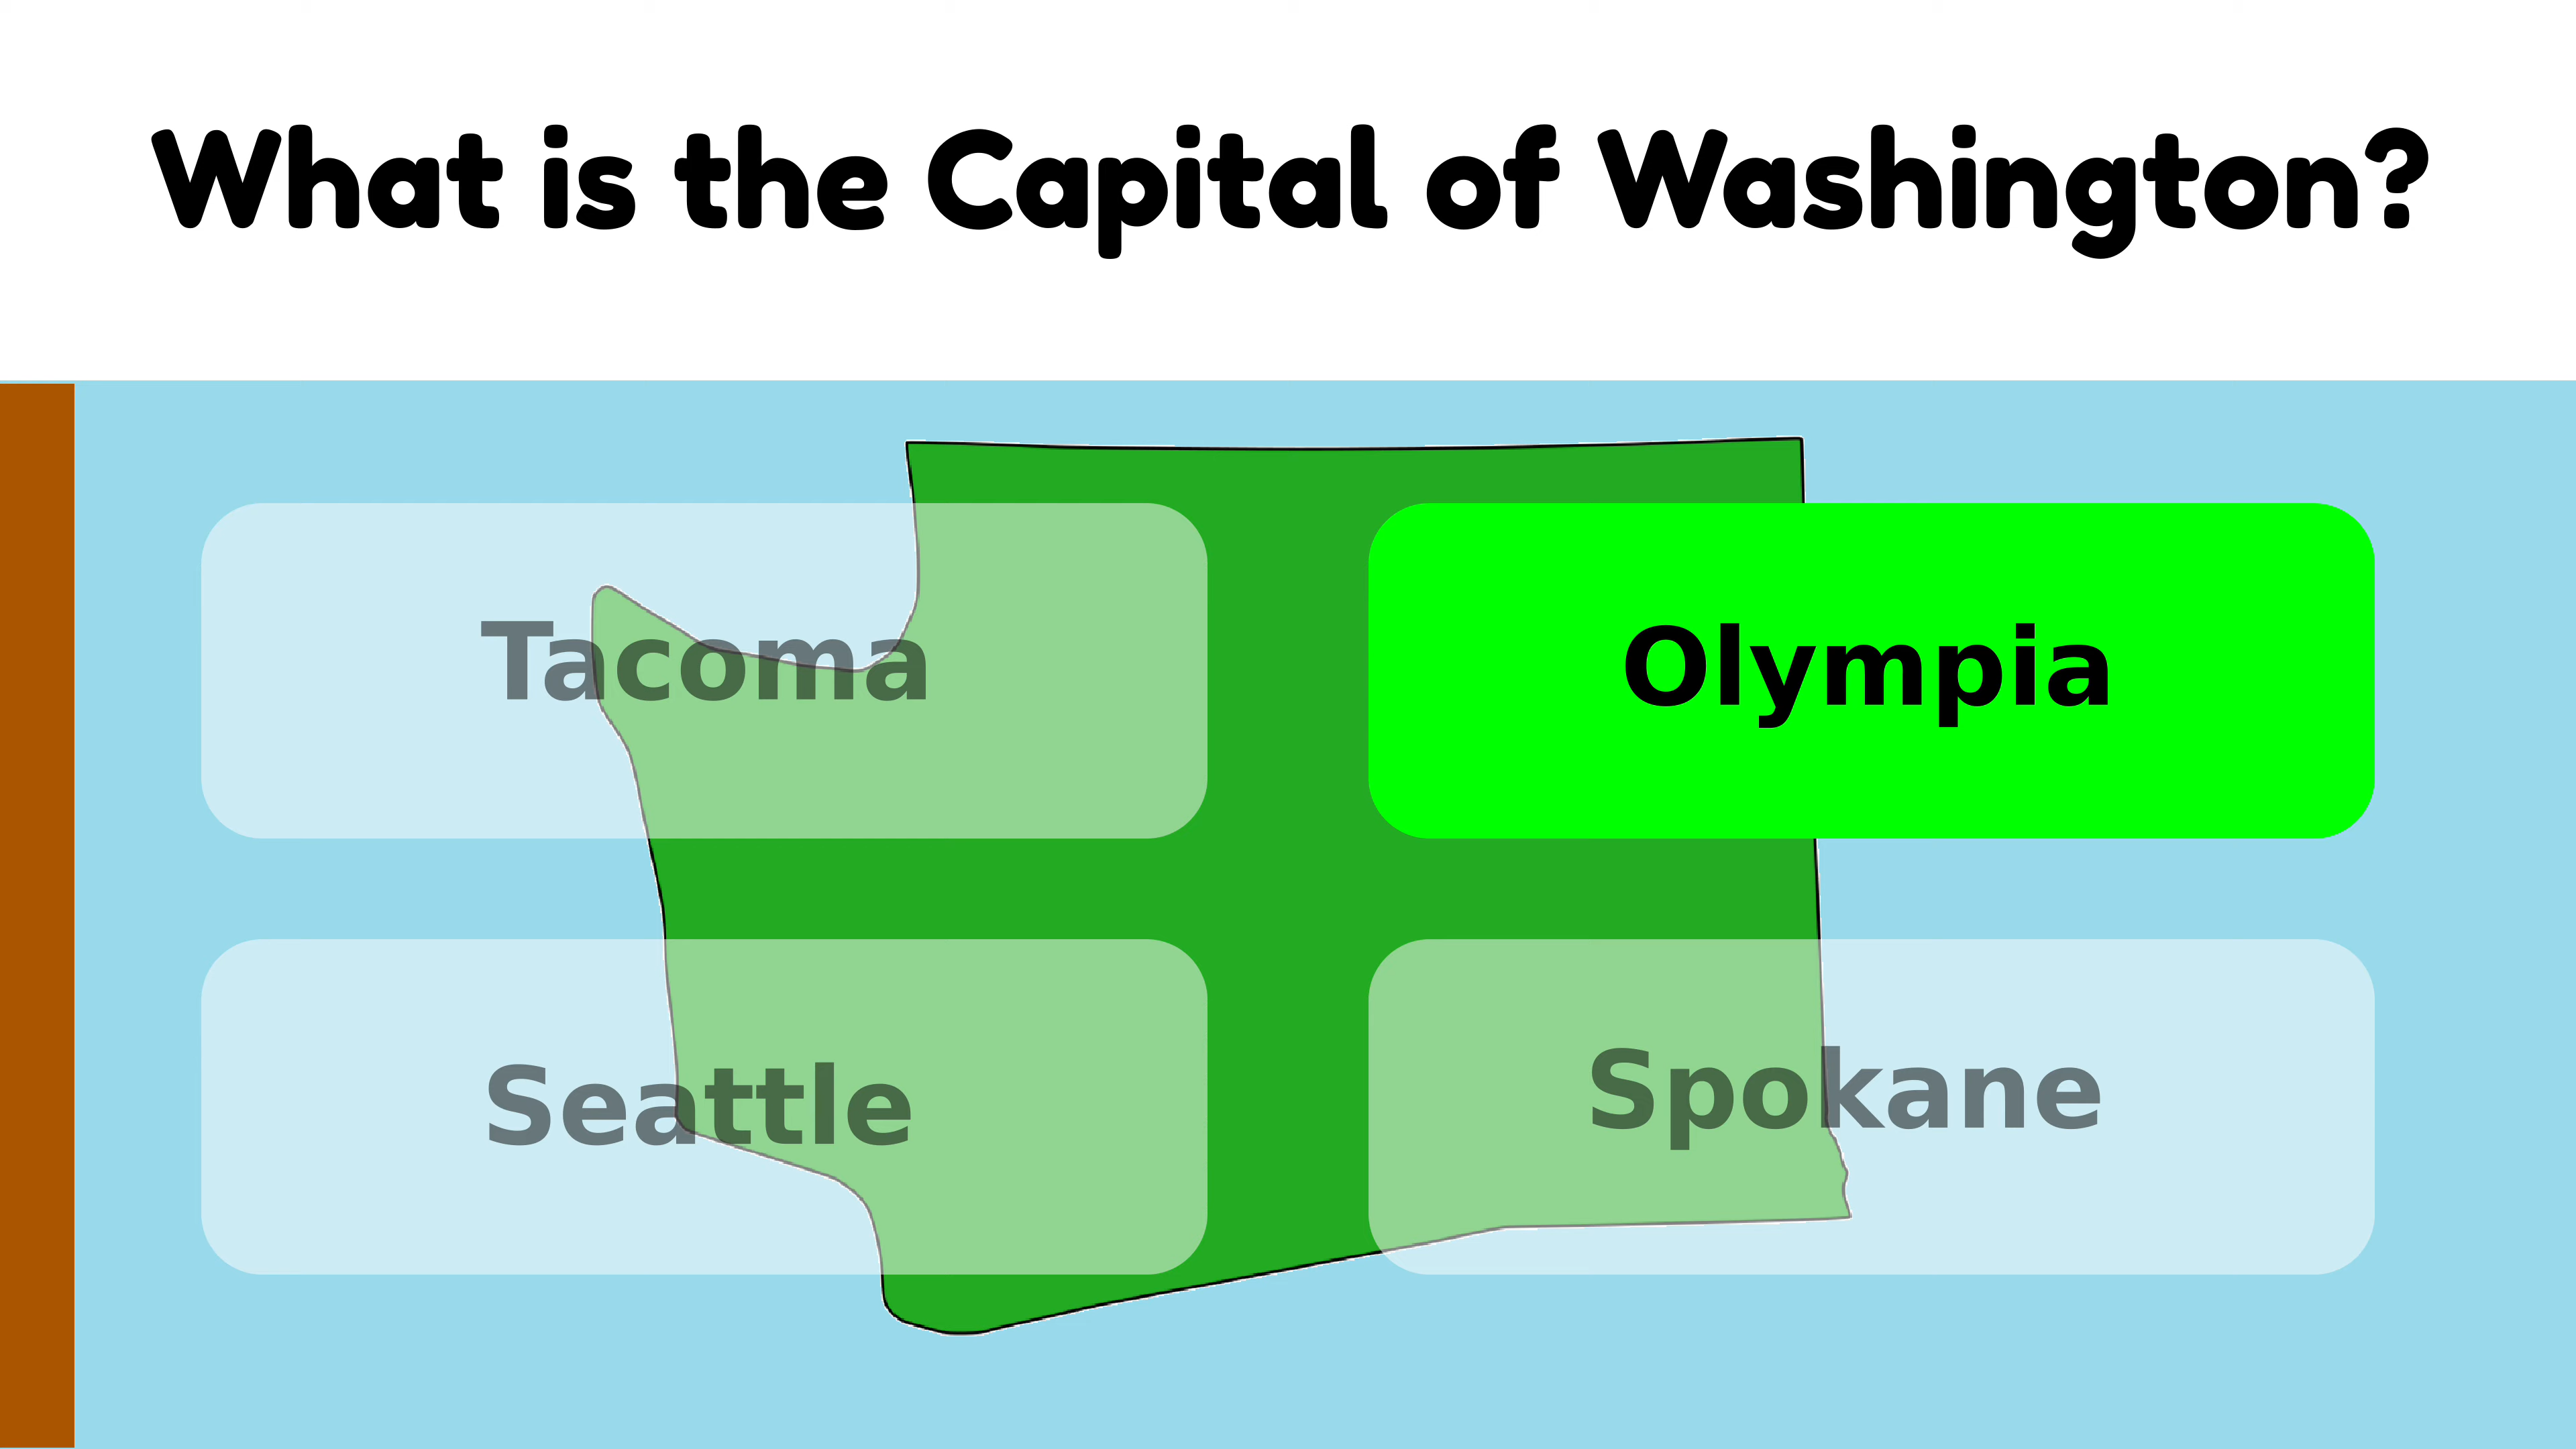 What is the Capital of Washington?
Tacoma
Olympia
Seattle
Spokane